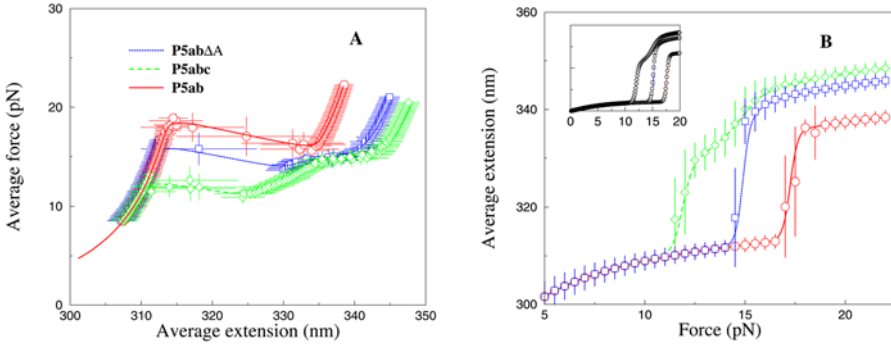 A
P5abΔA
P5abc
P5ab
Average force (pN)
30
20
10
0
300
310
320
330
340
350
Average extension (nm)
B
Average extension (nm)
360
340
320
300
0
5
10
15
20
5
10
15
20
Force (pN)